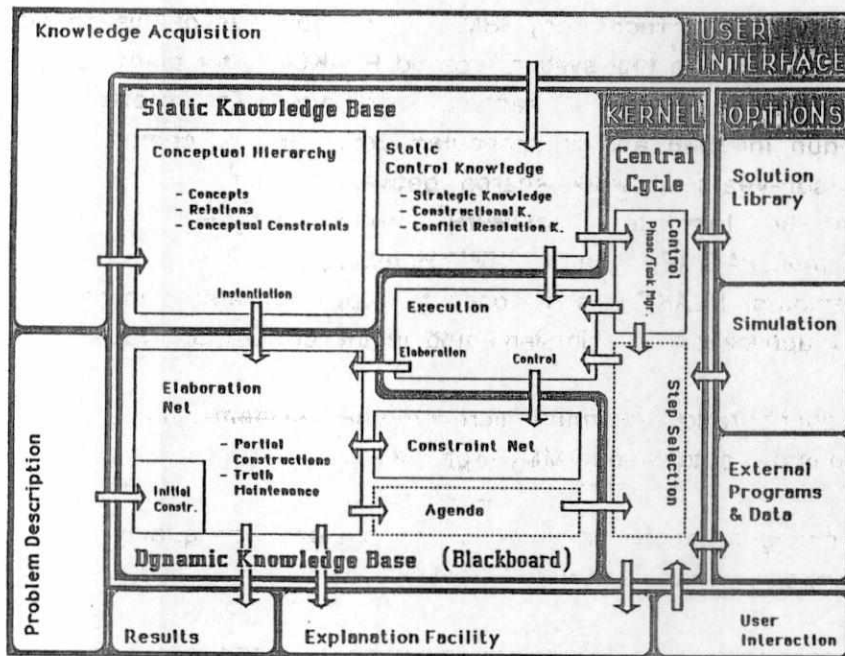 Knowledge Acquisition
USER
INTERFACE
Static Knowledge Base
KERNEL
OPTIONS
Conceptual Hierarchy
- Concepts
- Relations
- Conceptual Constraints
Instantiation
Static
Control Knowledge
- Strategic Knowledge
- Constructional K.
- Conflict Resolution K.
Central
Cycle
Control
Phase/Task Mgr.
Step Selection
Solution
Library
Simulation
External
Programs
& Data
Execution
Elaboration
Control
Elaboration
Net
- Partial
Constructions
- Truth
Maintenance
Initial
Constr.
Constraint Net
Agenda
Dynamic Knowledge Base (Blackboard)
Problem Description
Results
Explanation Facility
User
Interaction